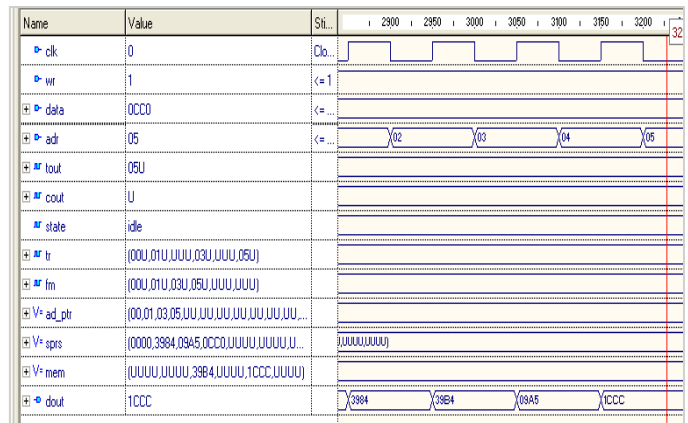 Name Value Sti... 2900 2950 3000 3050 3100 3150 3200 32
clk 0 Clo...
wr 1 <= 1
data 0CC0 <= ...
adr 05 <= ... 02 03 04 05
tout 05U
cout U
state idle
tr (00U,01U,UUU,03U,UUU,05U)
fm (00U,01U,03U,05U,UUU,UUU)
V= ad_ptr (00,01,03,05,UU,UU,UU,UU,UU,UU,UU,...
V= sprs (0000,3984,09A5,0CC0,UUUU,UUUU,U... ),UUUU,UUUU)
V= mem (UUUU,UUUU,39B4,UUUU,1CCC,UUUU)
dout 1CCC 3984 39B4 09A5 1CCC